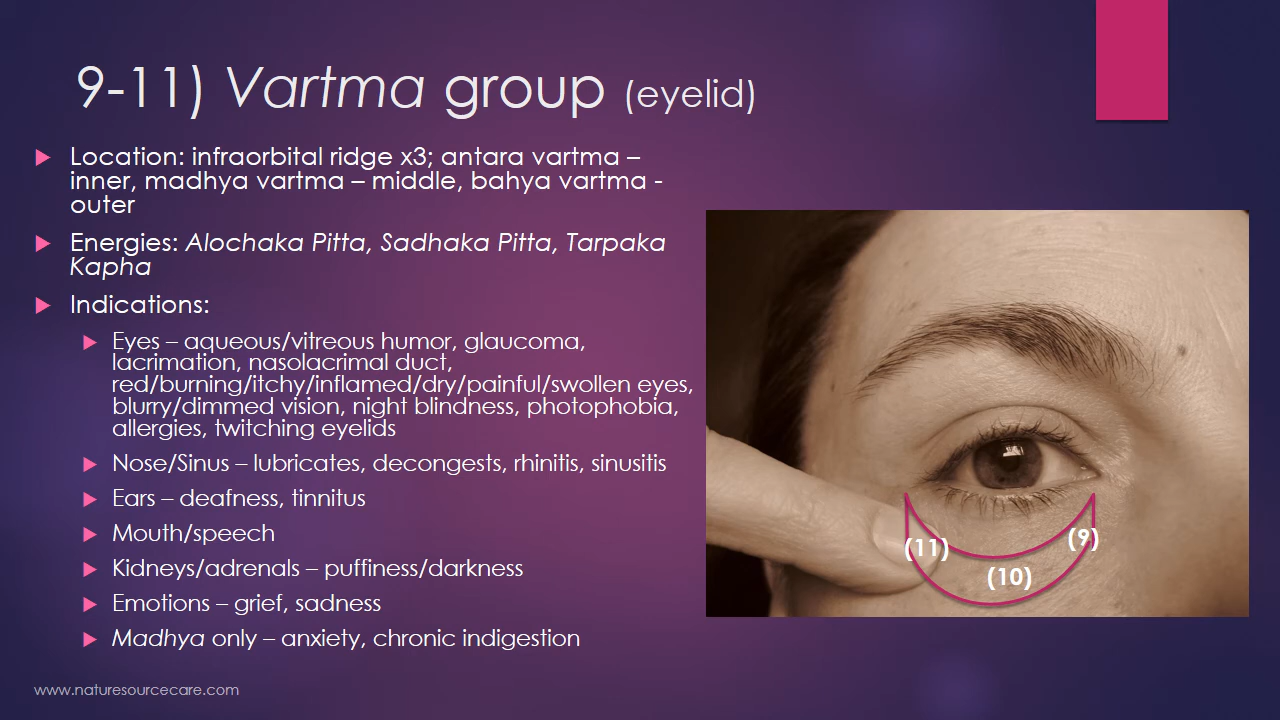 9-11) Vartma group (eyelid)
Location: infraorbital ridge x3; antara vartma –
inner, madhya vartma – middle, bahya vartma -
outer
Energies: Alochaka Pitta, Sadhaka Pitta, Tarpaka
Kapha
Indications:
Eyes – aqueous/vitreous humor, glaucoma,
lacrimation, nasolacrimal duct,
red/burning/itchy/inflamed/dry/painful/swollen eyes,
blurry/dimmed vision, night blindness, photophobia,
allergies, twitching eyelids
Nose/Sinus – lubricates, decongests, rhinitis, sinusitis
Ears – deafness, tinnitus
Mouth/speech
Kidneys/adrenals – puffiness/darkness
Emotions – grief, sadness
Madhya only – anxiety, chronic indigestion
(11)
(9)
(10)
www.naturesourcecare.com